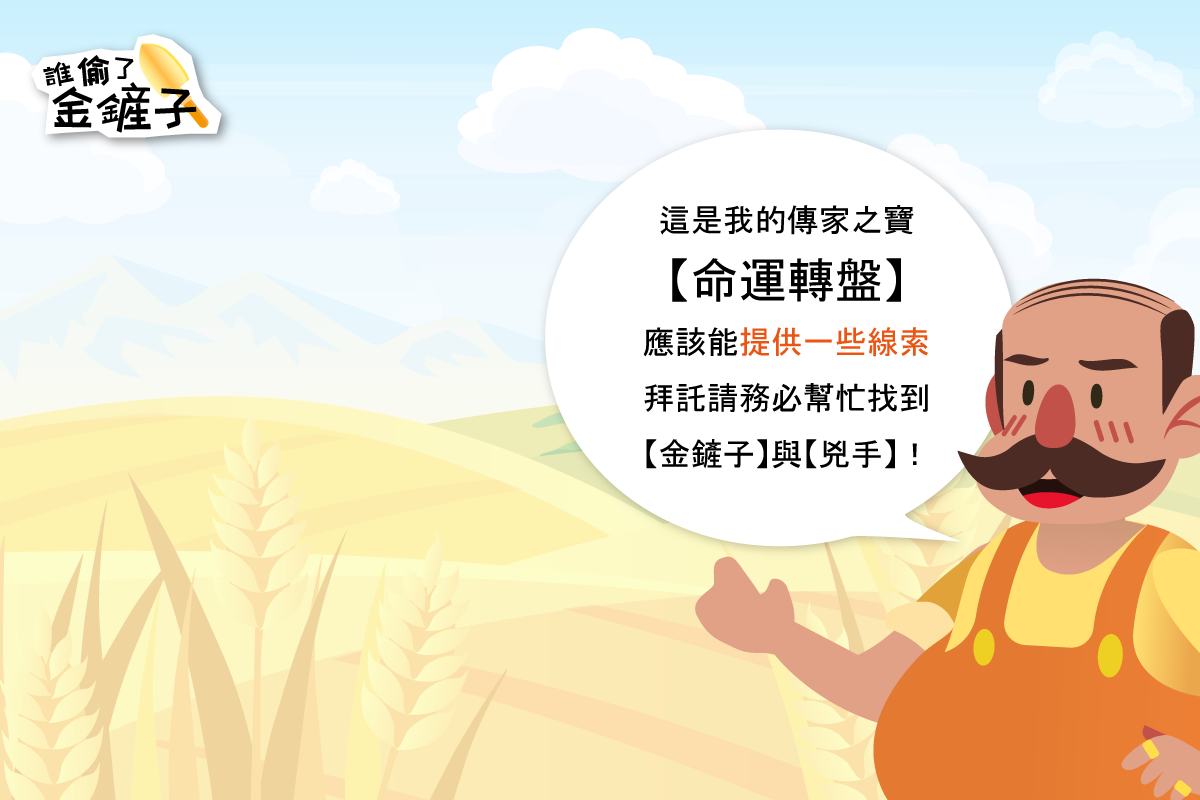 誰偷了
金鏟子
這是我的傳家之寶
【命運轉盤】
應該能提供一些線索
拜託請務必幫忙找到
【金鏟子】與【兇手】！